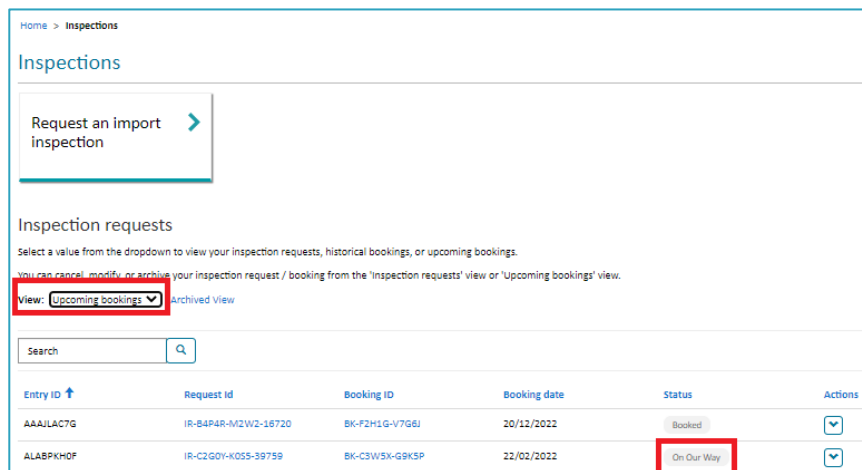 Home > Inspections
Inspections
Request an import
inspection
Inspection requests
Select a value from the dropdown to view your inspection requests, historical bookings, or upcoming bookings.
You can cancel, modify, or archive your inspection request / booking from the 'Inspection requests' view or 'Upcoming bookings' view.
View: Upcoming bookings Archived View
Search
Entry ID Request Id Booking ID Booking date Status Actions
AAAJLAC7G IR-B4P4R-M2W2-16720 BK-F2H1G-V7G6J 20/12/2022 Booked
ALABPKH0F IR-C2G0Y-K0S5-39759 BK-C3W5X-G9K5P 22/02/2022 On Our Way